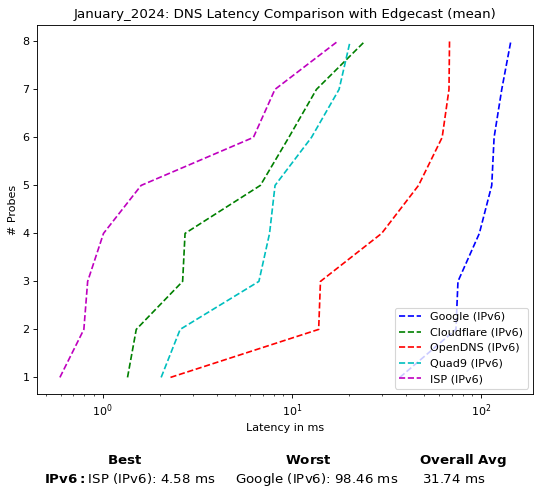 January_2024: DNS Latency Comparison with Edgecast (mean)
8
7
6
5
4
3
2
1
# Probes
Google (IPv6)
Cloudflare (IPv6)
OpenDNS (IPv6)
Quad9 (IPv6)
ISP (IPv6)
10⁰ 10¹ 10²
Latency in ms
Best Worst Overall Avg
IPv6: ISP (IPv6): 4.58 ms Google (IPv6): 98.46 ms 31.74 ms